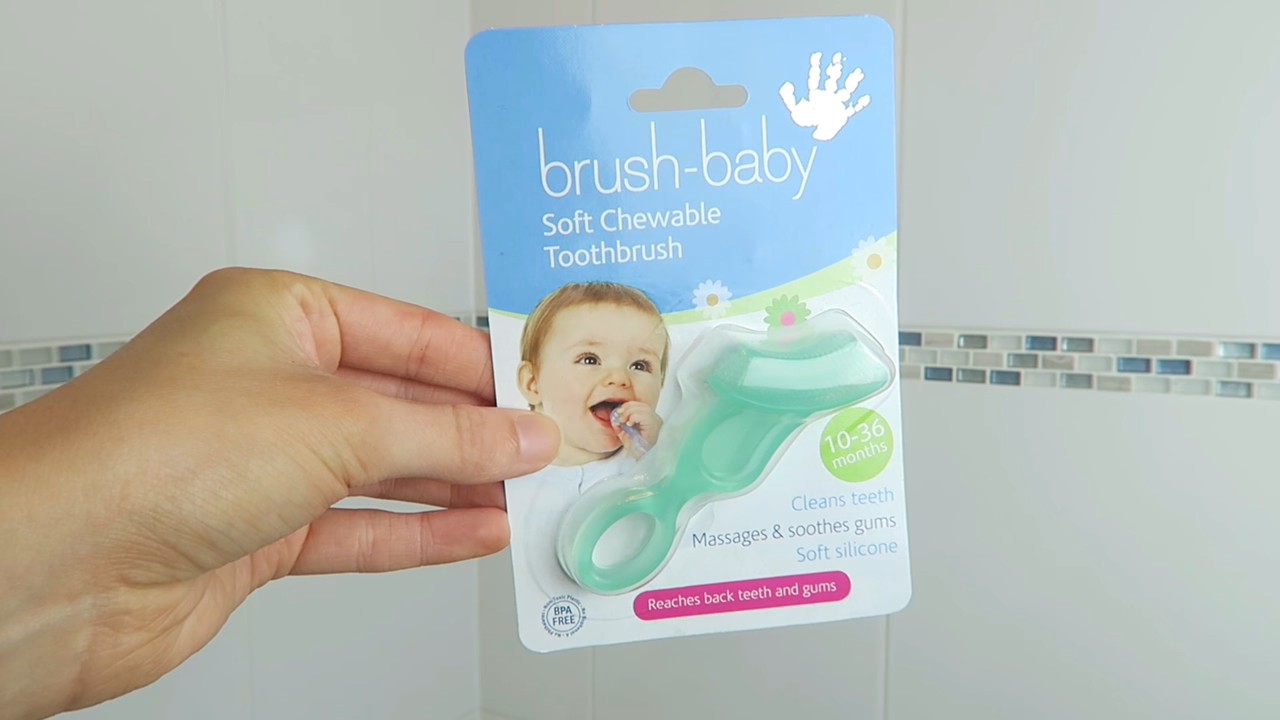 brush-baby
Soft Chewable
Toothbrush
10-36
months
Cleans teeth
Massages & soothes gums
Soft silicone
Reaches back teeth and gums
BPA
FREE